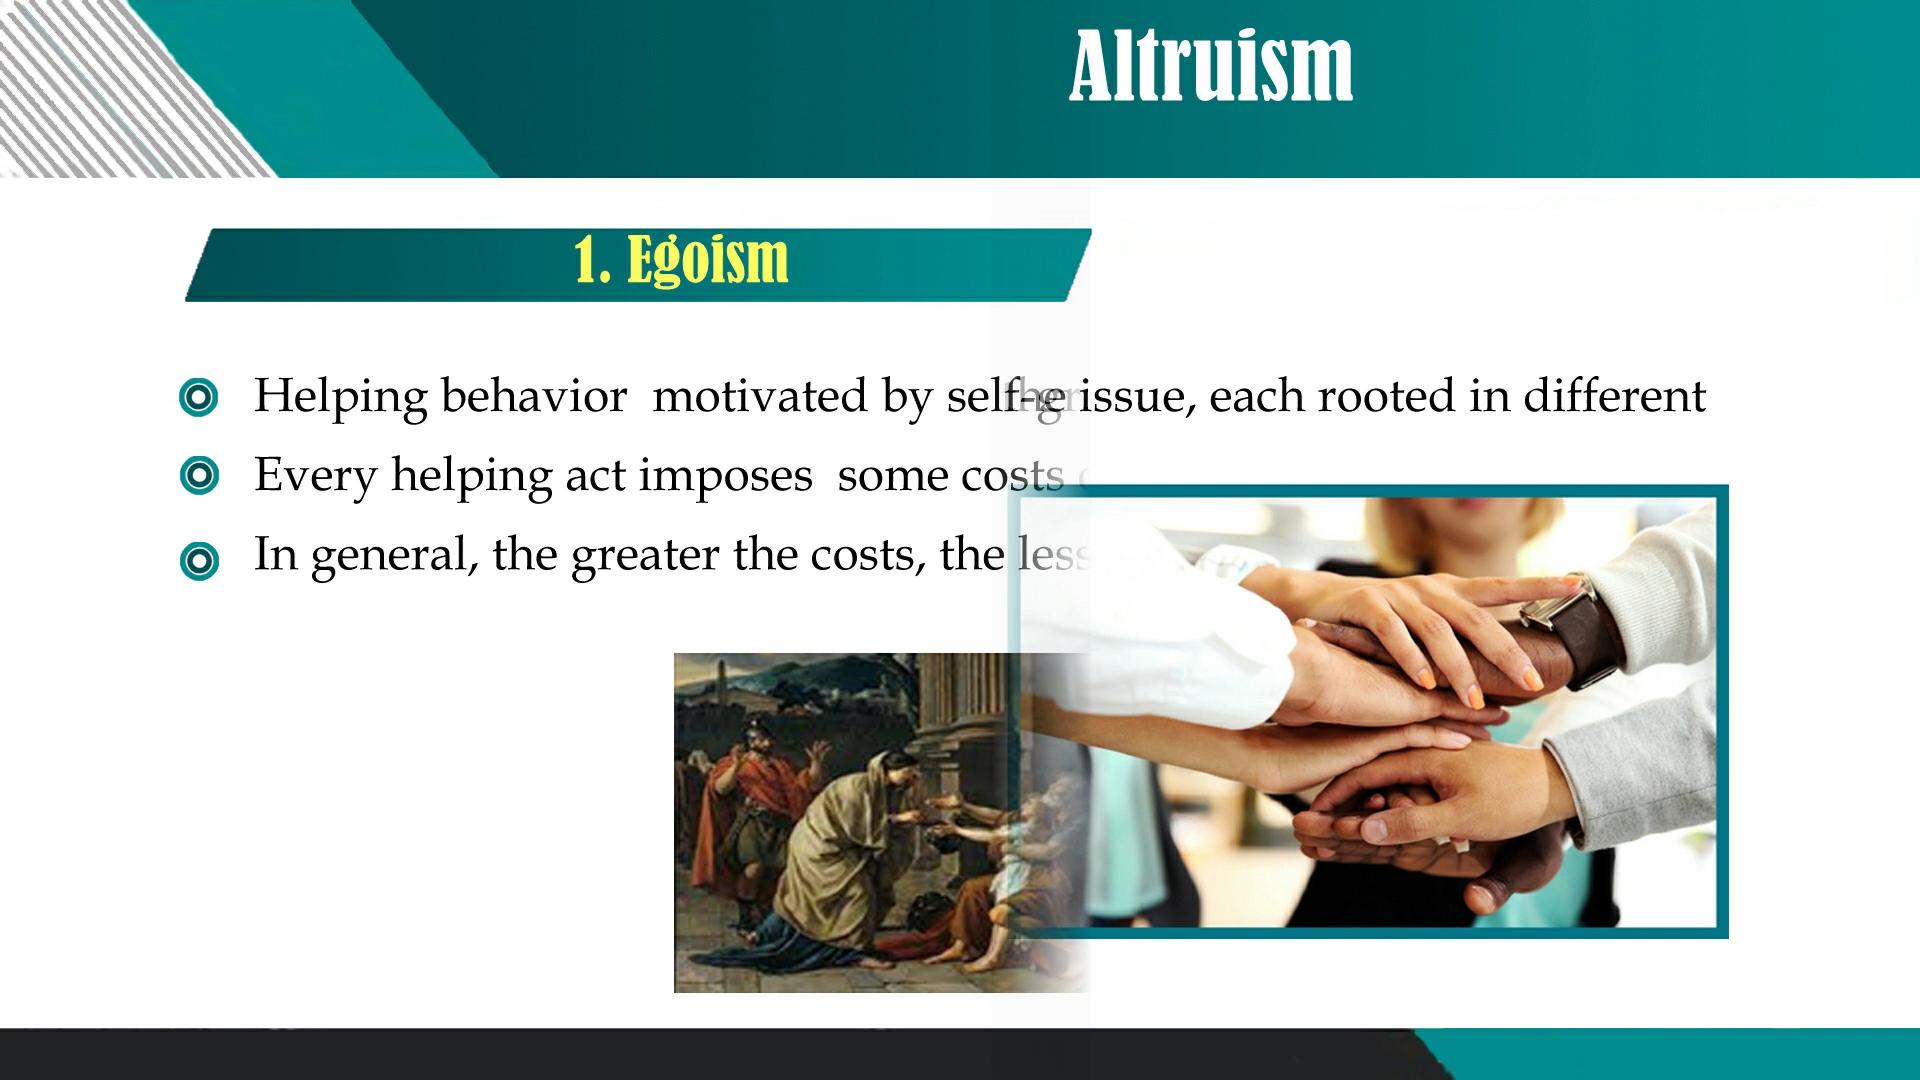 Altruism
1. Egoism
Helping behavior motivated by self- issue, each rooted in different
Every helping act imposes some costs
In general, the greater the costs, the less